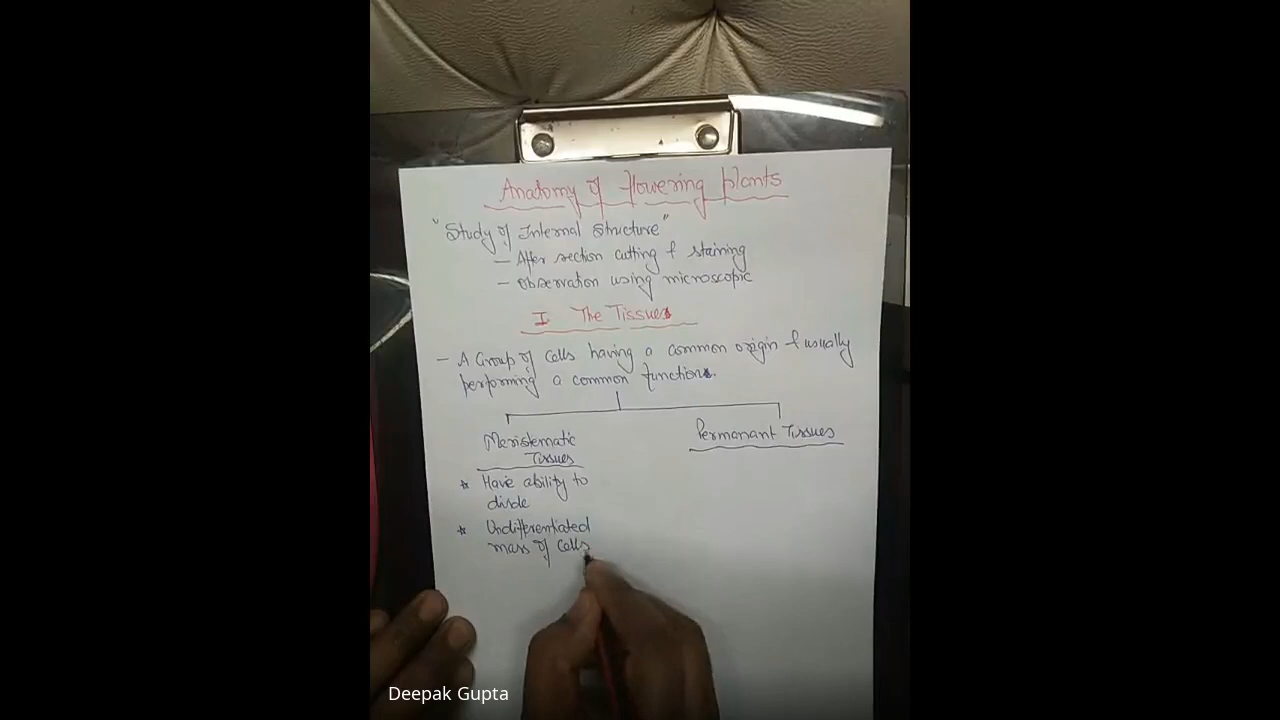 Anatomy of flowering plants
"Study of Internal Structure"
- After section cutting & staining
- Observation using microscopic
I The Tissues
- A Group of cells having a common origin & usually
performing a common function.
Meristematic
Tissues
Permanant Tissues
* Have ability to
divide
* Undifferentiated
mass of cells
Deepak Gupta